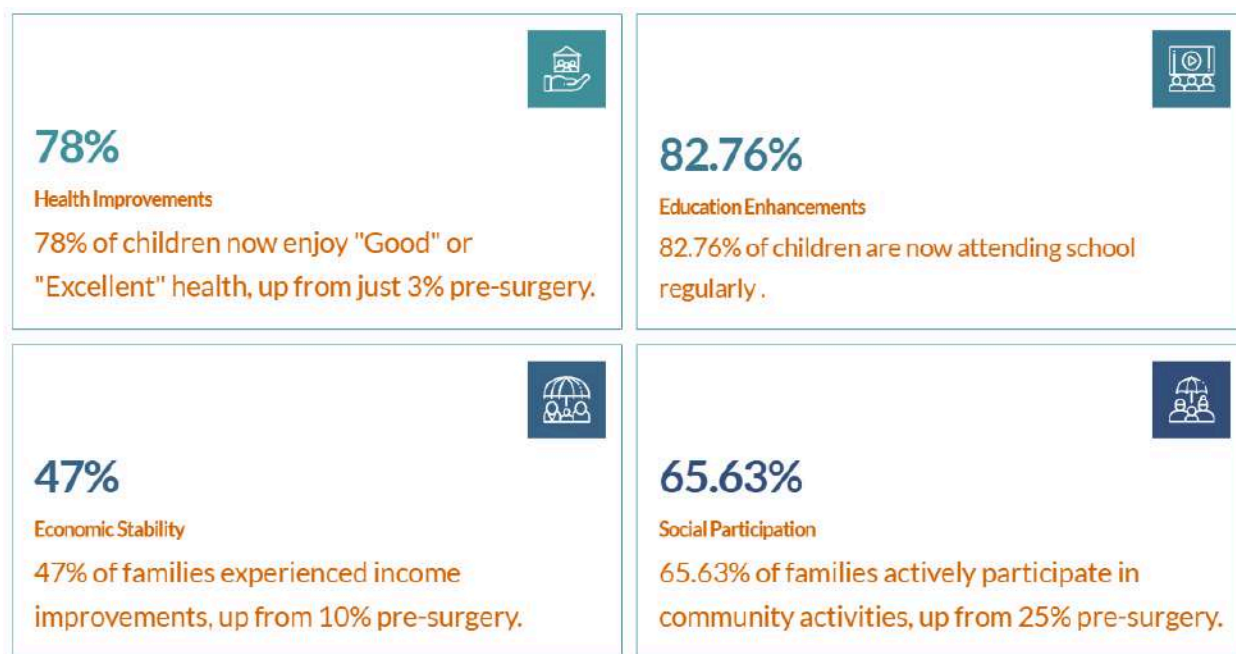 78%
Health Improvements
78% of children now enjoy "Good" or
"Excellent" health, up from just 3% pre-surgery.
82.76%
Education Enhancements
82.76% of children are now attending school
regularly .
47%
Economic Stability
47% of families experienced income
improvements, up from 10% pre-surgery.
65.63%
Social Participation
65.63% of families actively participate in
community activities, up from 25% pre-surgery.